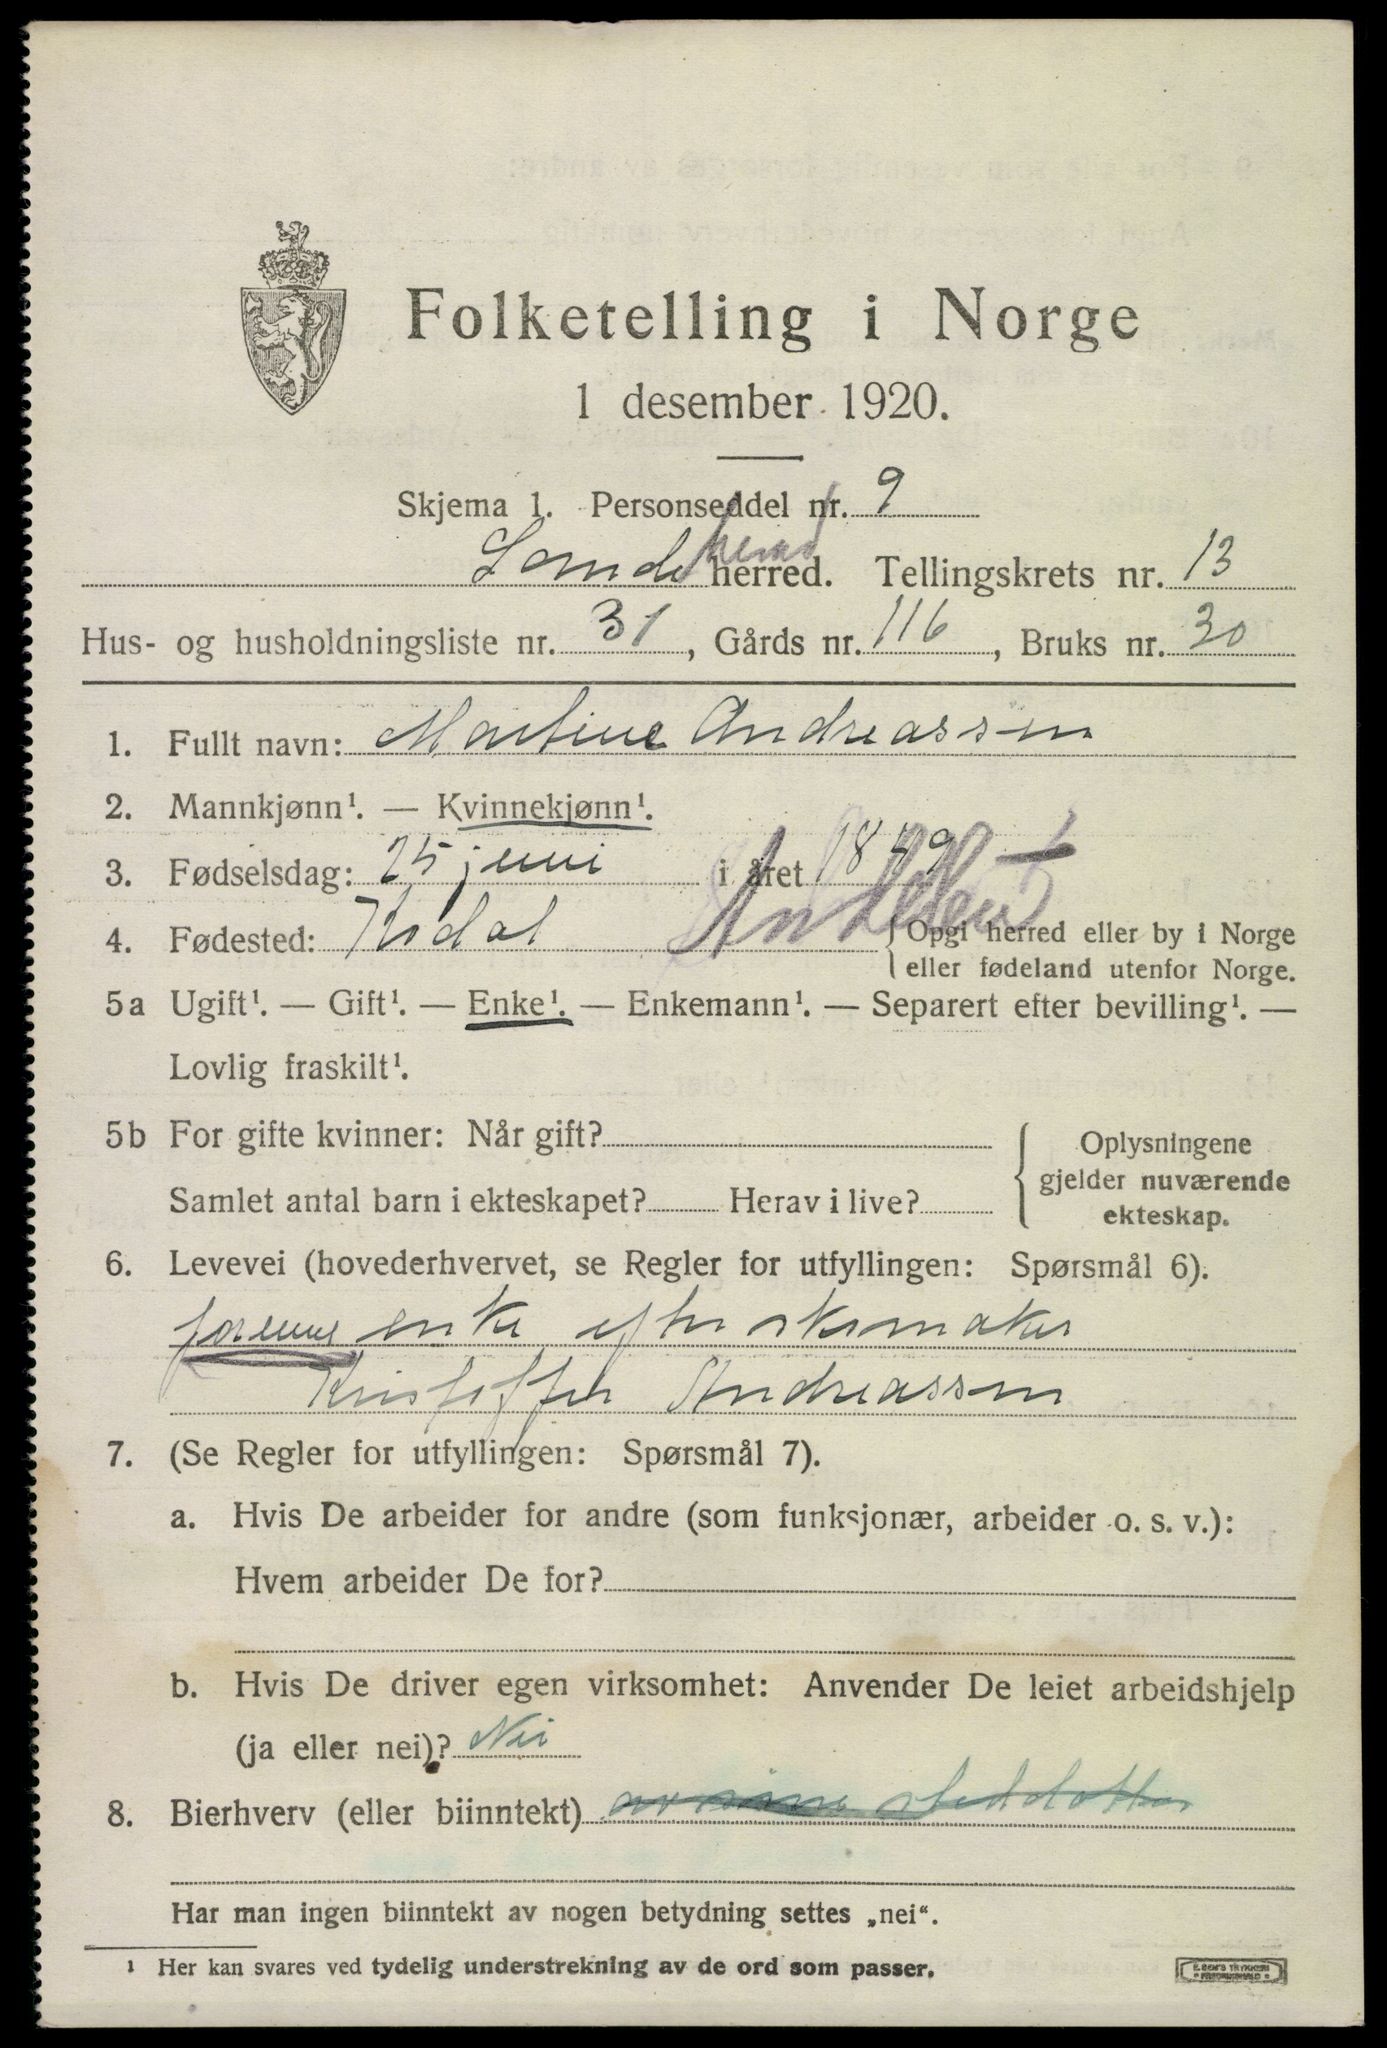 Folketelling i Norge
1 desember 1920.
Skjema 1. Personseddel nr. 9
Sande herred. Tellingskrets nr. 13
Hus- og husholdningsliste nr. 31, Gårds nr. 116, Bruks nr. 30
1. Fullt navn: Martine Andreassen
2. Mannkjønn¹. — Kvinnekjønn¹.
3. Fødselsdag: 25 juni i året 1849
4. Fødested: Kodal Andebu { Opgi herred eller by i Norge
eller fødeland utenfor Norge.
5a Ugift¹. — Gift¹. — Enke¹. — Enkemann¹. — Separert efter bevilling¹. —
Lovlig fraskilt¹.
5b For gifte kvinner: Når gift?
Samlet antal barn i ekteskapet? Herav i live?
{ Oplysningene
gjelder nuværende
ekteskap.
6. Levevei (hovederhvervet, se Regler for utfyllingen: Spørsmål 6).
enke efter skomaker
Kristoffer Andreassen
7. (Se Regler for utfyllingen: Spørsmål 7).
a. Hvis De arbeider for andre (som funksjonær, arbeider o. s. v.):
Hvem arbeider De for?
b. Hvis De driver egen virksomhet: Anvender De leiet arbeidshjelp
(ja eller nei)? Nei
8. Bierhverv (eller biinntekt)
Har man ingen biinntekt av nogen betydning settes „nei".
¹ Her kan svares ved tydelig understrekning av de ord som passer.